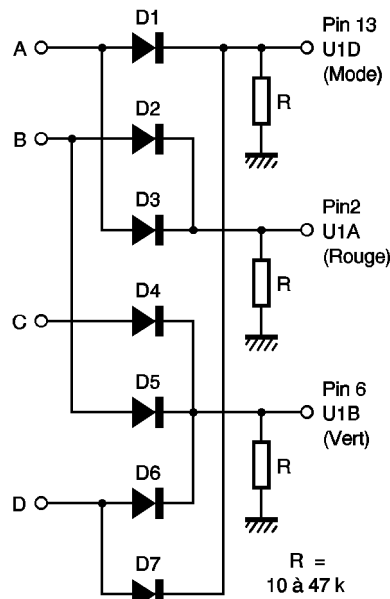 D1
Pin 13
A
U1D
(Mode)
R
D2
B
D3
Pin2
U1A
(Rouge)
R
D4
C
D5
Pin 6
U1B
(Vert)
R
D6
D
D7
R =
10 à 47 k